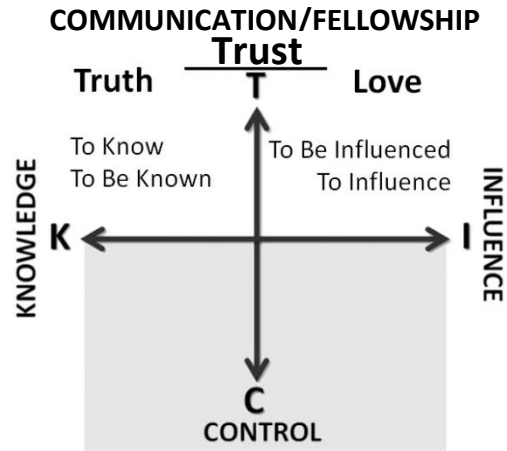 COMMUNICATION/FELLOWSHIP
Trust
Truth
T
Love
To Know
To Be Known
To Be Influenced
To Influence
KNOWLEDGE
K
I
INFLUENCE
C
CONTROL